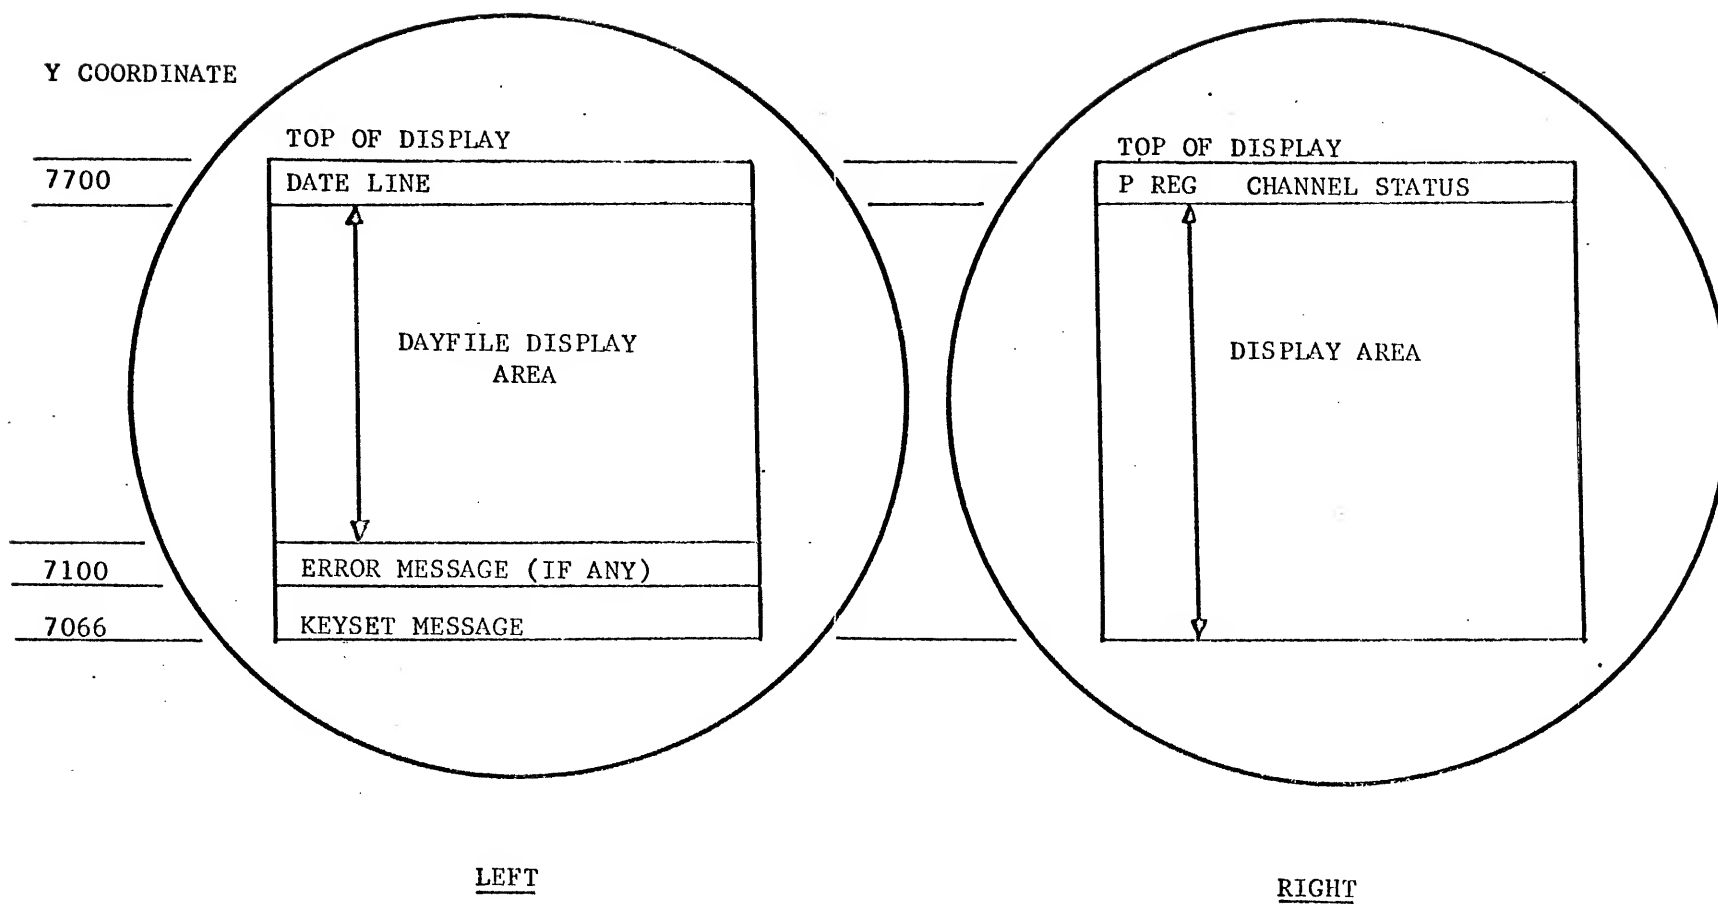 Y COORDINATE
7700
7100
7066
TOP OF DISPLAY
DATE LINE
DAYFILE DISPLAY
AREA
ERROR MESSAGE (IF ANY)
KEYSET MESSAGE
LEFT
TOP OF DISPLAY
P REG CHANNEL STATUS
DISPLAY AREA
RIGHT